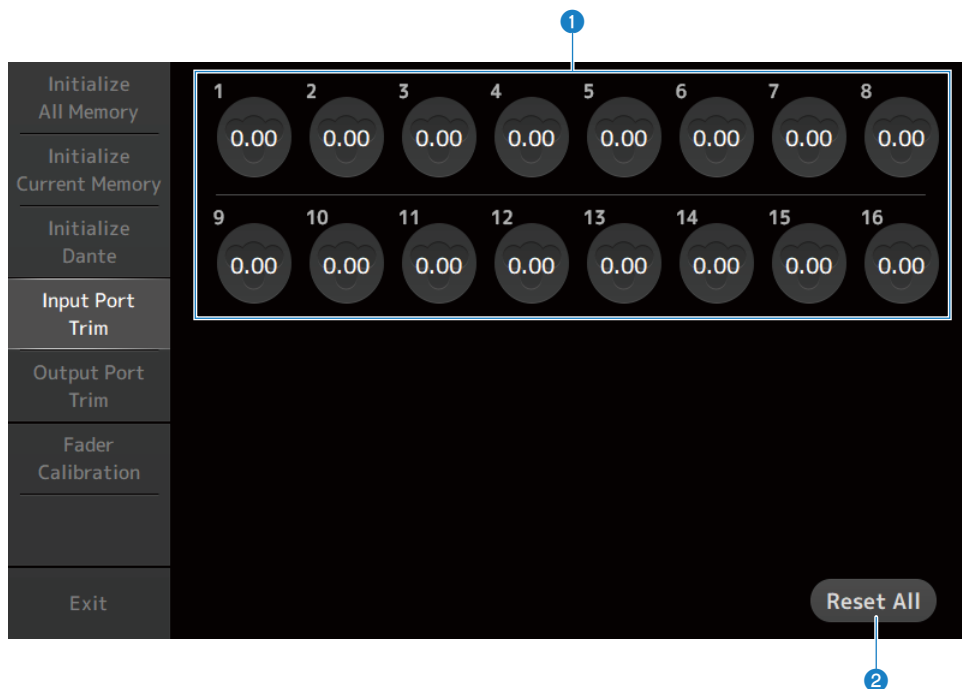 1
Initialize
All Memory
Initialize
Current Memory
Initialize
Dante
Input Port
Trim
Output Port
Trim
Fader
Calibration
Exit
1 2 3 4 5 6 7 8
0.00 0.00 0.00 0.00 0.00 0.00 0.00 0.00
9 10 11 12 13 14 15 16
0.00 0.00 0.00 0.00 0.00 0.00 0.00 0.00
Reset All
2